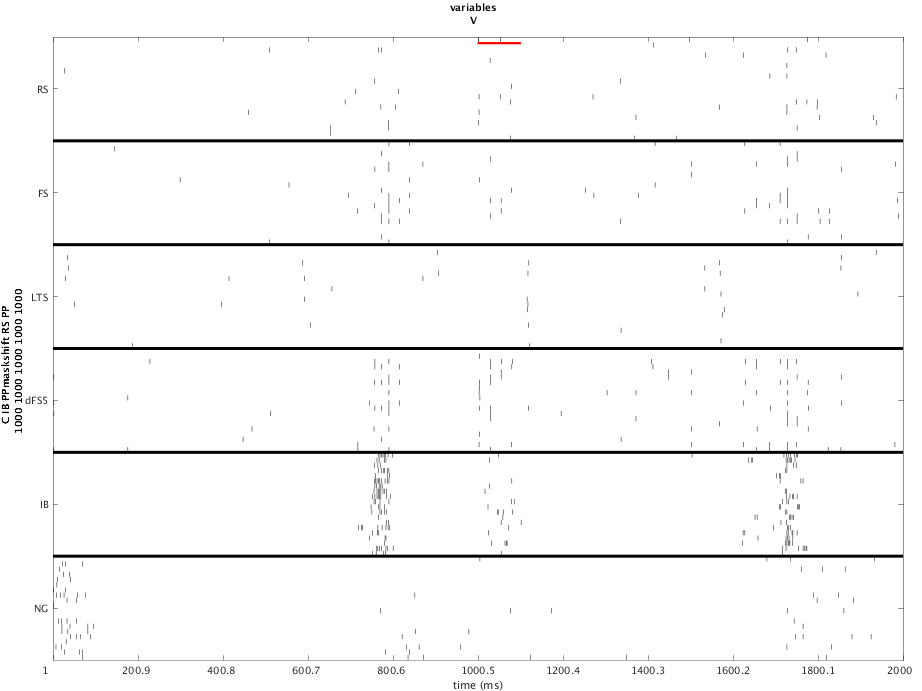 variables
V
RS
FS
LTS
dFS5
IB
NG
C IB PPmaskshift RS PP
1000 1000 1000 1000 1000
1 200.9 400.8 600.7 800.6 1000.5 1200.4 1400.3 1600.2 1800.1 2000
time (ms)